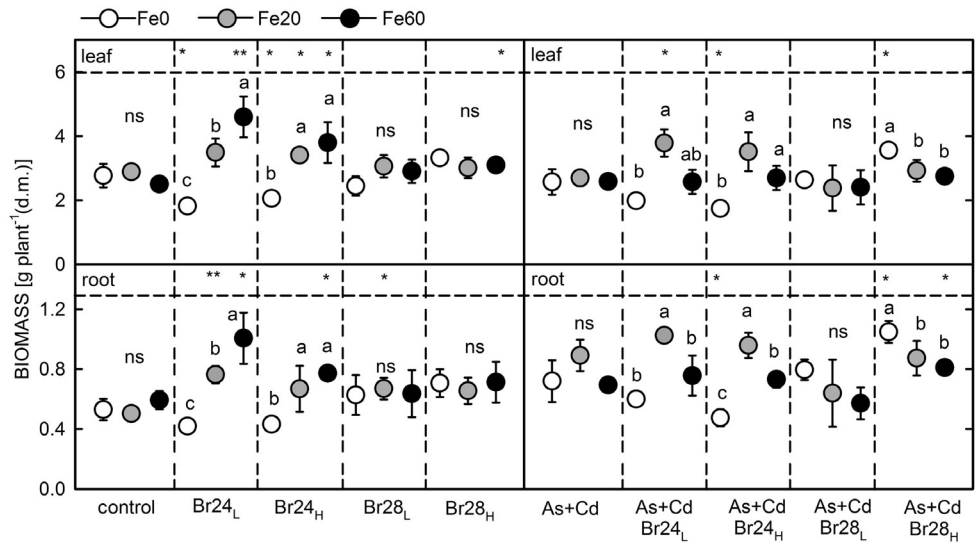 Fe0 Fe20 Fe60
leaf * ** * * * * leaf * * *
6
a
ns b a a ns ns ns a a ns a
4
c b b ab b a b b
2
0
root ** * * * root * * *
1.2
a ns a a a
ns b a a ns ns b b ns b b
0.8
c b b c
0.4
0.0
BIOMASS [g plant⁻¹(d.m.)]
control Br24L Br24H Br28L Br28H As+Cd As+Cd As+Cd As+Cd As+Cd
Br24L Br24H Br28L Br28H